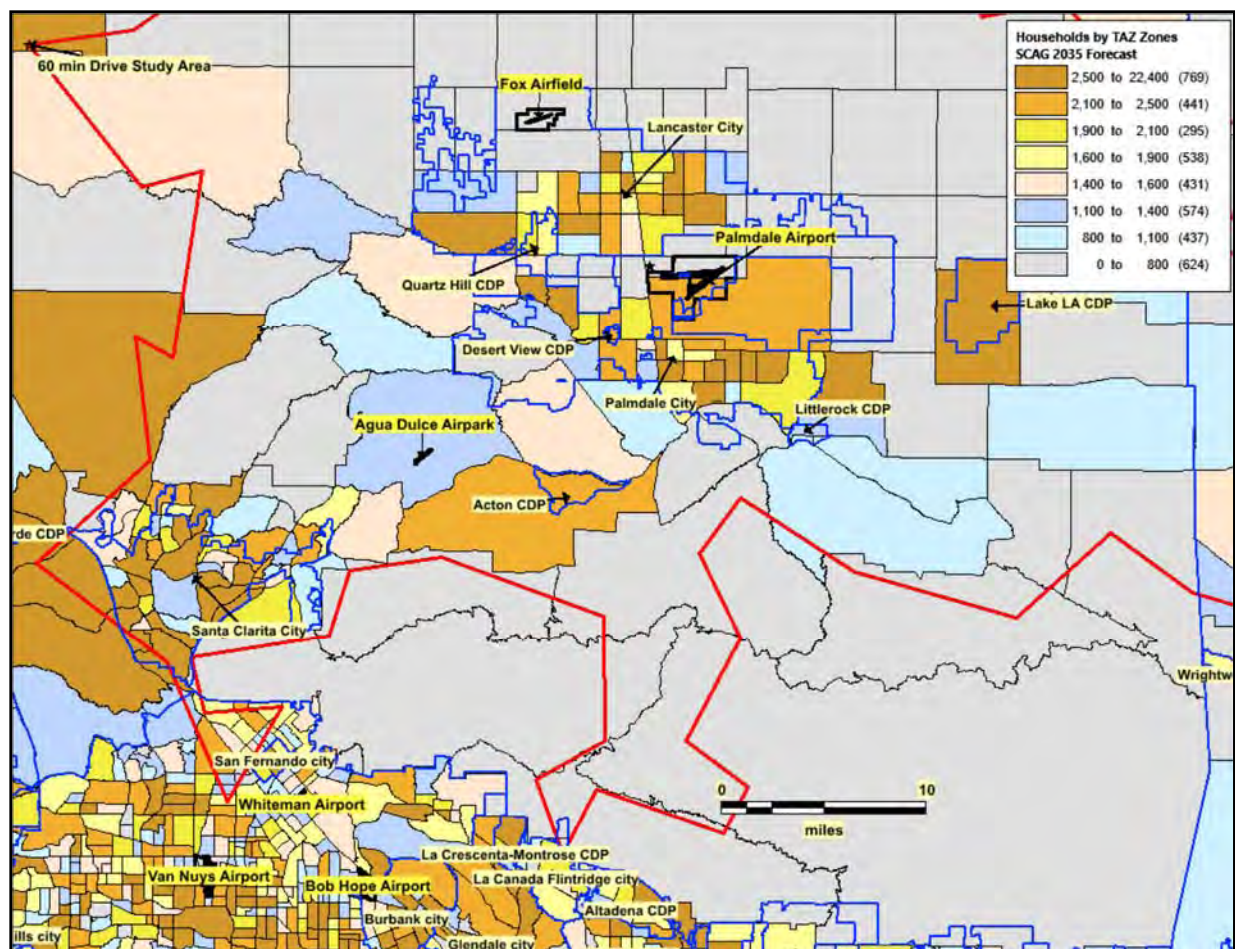 Households by TAZ Zones
SCAG 2035 Forecast
2,500 to 22,400 (769)
2,100 to 2,500 (441)
1,900 to 2,100 (295)
1,600 to 1,900 (538)
1,400 to 1,600 (431)
1,100 to 1,400 (574)
800 to 1,100 (437)
0 to 800 (624)
60 min Drive Study Area
Fox Airfield
Lancaster City
Palmdale Airport
Quartz Hill CDP
Lake LA CDP
Desert View CDP
Palmdale City
Littlerock CDP
Agua Dulce Airpark
Acton CDP
rde CDP
Santa Clarita City
Wrightw
San Fernando city
Whiteman Airport
0 10
miles
La Crescenta-Montrose CDP
Van Nuys Airport
Bob Hope Airport
La Canada Flintridge city
Burbank city
Altadena CDP
ills city
Glendale city